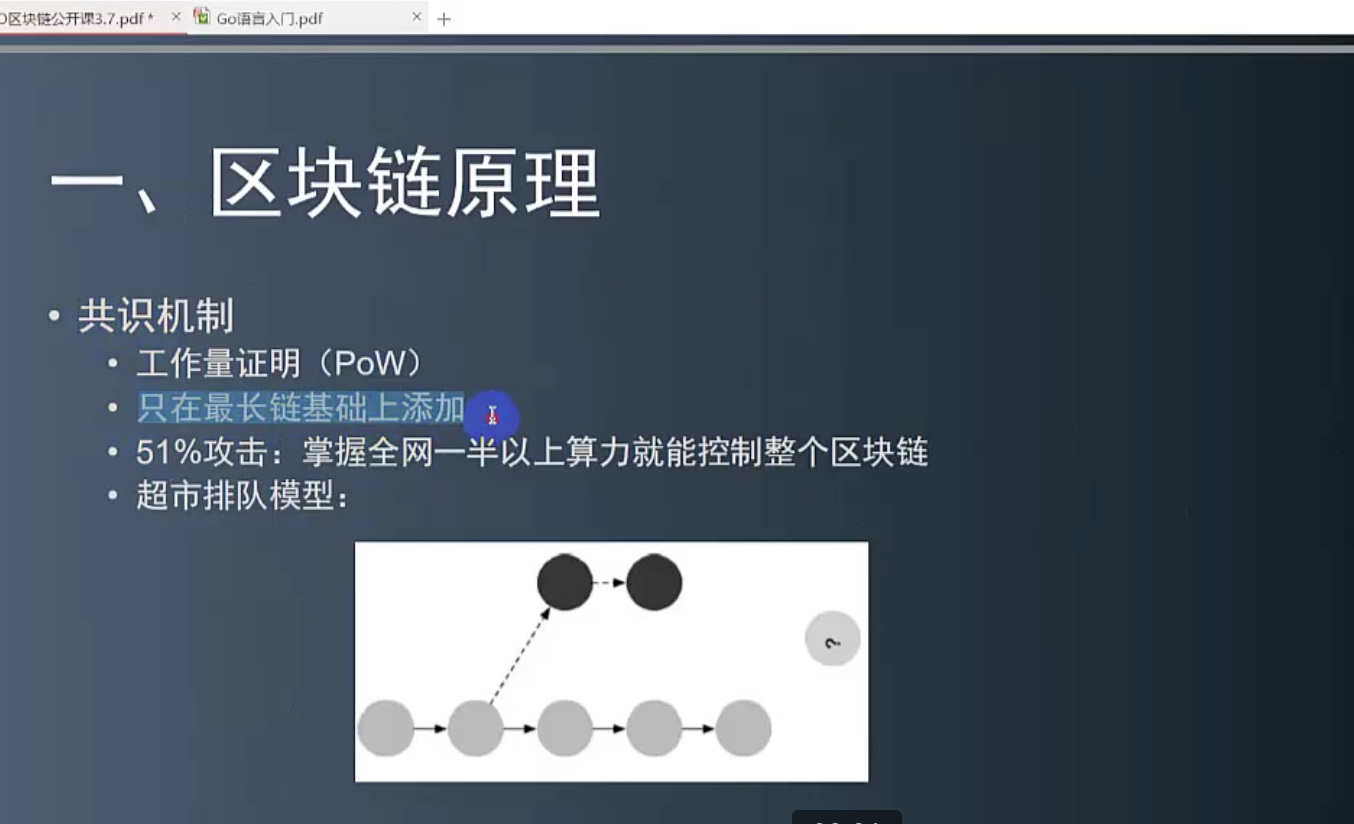 区块链公开课3.7.pdf *
Go语言入门.pdf
一、区块链原理
• 共识机制
• 工作量证明（PoW）
• 只在最长链基础上添加
• 51%攻击：掌握全网一半以上算力就能控制整个区块链
• 超市排队模型：
?